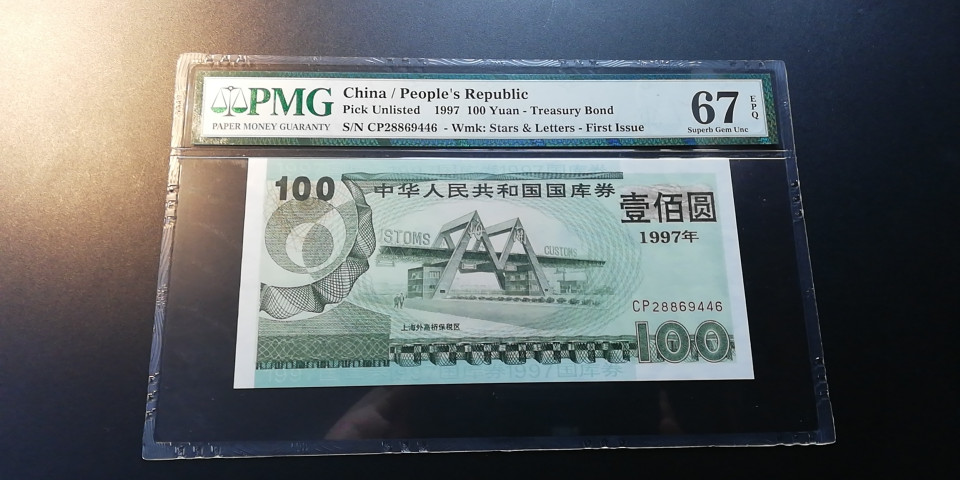 PMG
PAPER MONEY GUARANTY
China / People's Republic
Pick Unlisted 1997 100 Yuan - Treasury Bond
S/N CP28869446 - Wmk: Stars & Letters - First Issue
67
EPQ
Superb Gem Unc
100
中华人民共和国国库券
壹佰圆
1997年
STOMS
CUSTOMS
CP28869446
上海外高桥保税区
100